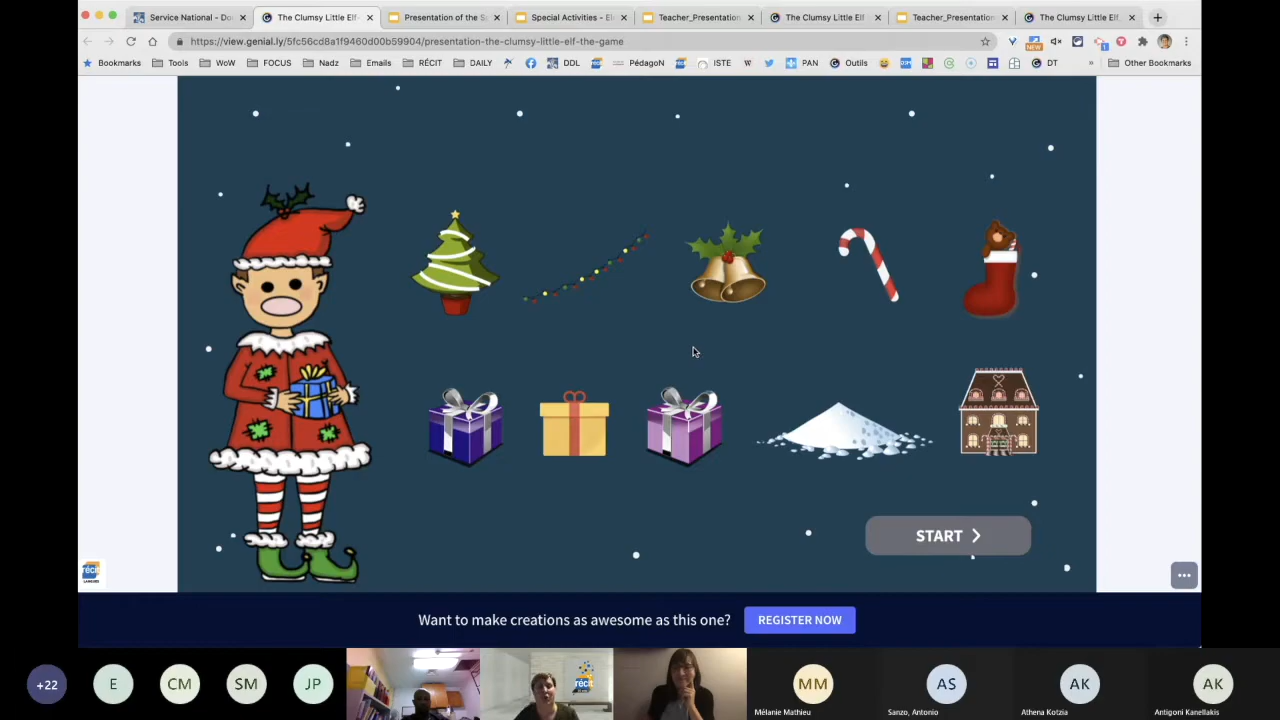 Service National - Do
The Clumsy Little Elf -
Presentation of the S
Special Activities - El
Teacher_Presentation
The Clumsy Little Elf
Teacher_Presentation
The Clumsy Little Elf
https://view.genial.ly/5fc56cd8a1f9460d00b59904/presentation-the-clumsy-little-elf-the-game
NEW
Bookmarks
Tools
WoW
FOCUS
Nadz
Emails
RÉCIT
DAILY
DDL
PédagoN
ISTE
PAN
Outils
DT
Other Bookmarks
START
récit
LANGUES
Want to make creations as awesome as this one?
REGISTER NOW
+22
E
CM
SM
JP
récit
MM
AS
AK
AK
Mélanie Mathieu
Sanzo, Antonio
Athena Kotzia
Antigoni Kanellakis